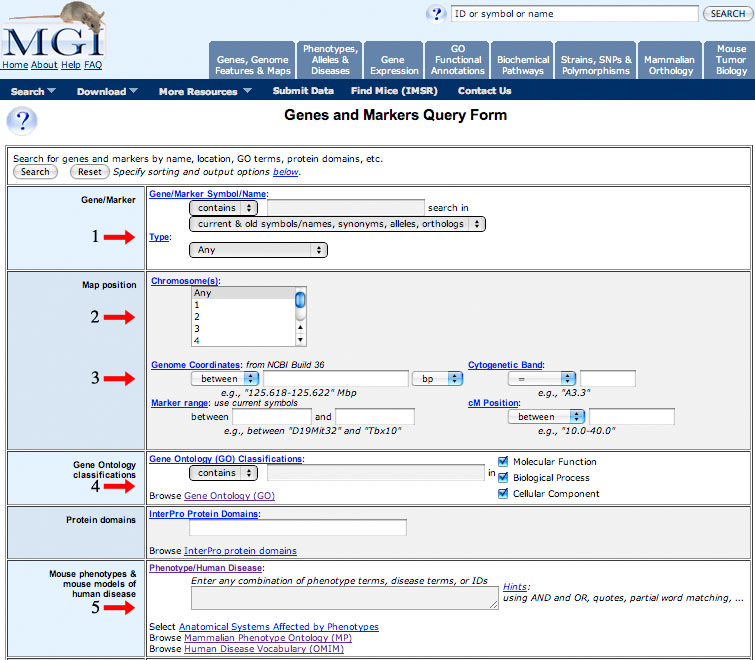 ID or symbol or name
SEARCH
MGI
Home About Help FAQ
Genes, Genome Features & Maps
Phenotypes, Alleles & Diseases
Gene Expression
GO Functional Annotations
Biochemical Pathways
Strains, SNPs & Polymorphisms
Mammalian Orthology
Mouse Tumor Biology
Search Download More Resources Submit Data Find Mice (IMSR) Contact Us
?
Genes and Markers Query Form
Search for genes and markers by name, location, GO terms, protein domains, etc.
Search Reset Specify sorting and output options below.
Gene/Marker
1
Gene/Marker Symbol/Name:
contains search in
current & old symbols/names, synonyms, alleles, orthologs
Type:
Any
Map position
2
3
Chromosome(s):
Any
1
2
3
4
Genome Coordinates: from NCBI Build 36
between bp
e.g., "125.618-125.622" Mbp
Cytogenetic Band:
=
e.g., "A3.3"
Marker range: use current symbols
between and
e.g., between "D19Mit32" and "Tbx10"
cM Position:
between
e.g., "10.0-40.0"
Gene Ontology classifications
4
Gene Ontology (GO) Classifications:
contains in
Molecular Function
Biological Process
Cellular Component
Browse Gene Ontology (GO)
Protein domains
InterPro Protein Domains:
Browse InterPro protein domains
Mouse phenotypes & mouse models of human disease
5
Phenotype/Human Disease:
Enter any combination of phenotype terms, disease terms, or IDs
Hints:
using AND and OR, quotes, partial word matching, ...
Select Anatomical Systems Affected by Phenotypes
Browse Mammalian Phenotype Ontology (MP)
Browse Human Disease Vocabulary (OMIM)